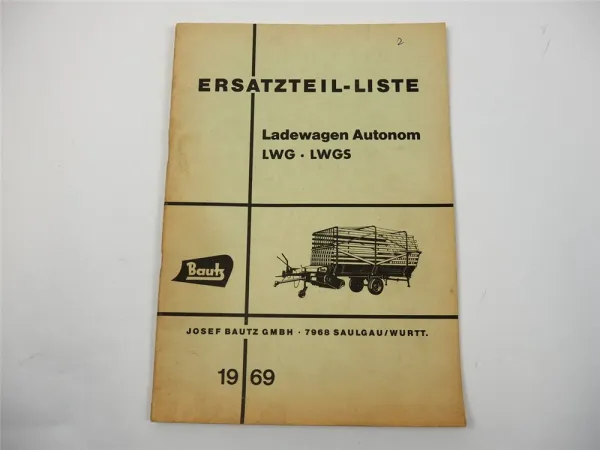 2
ERSATZTEIL-LISTE
Ladewagen Autonom
LWG · LWGS
Bautz
JOSEF BAUTZ GMBH · 7968 SAULGAU/WURTT.
19 69